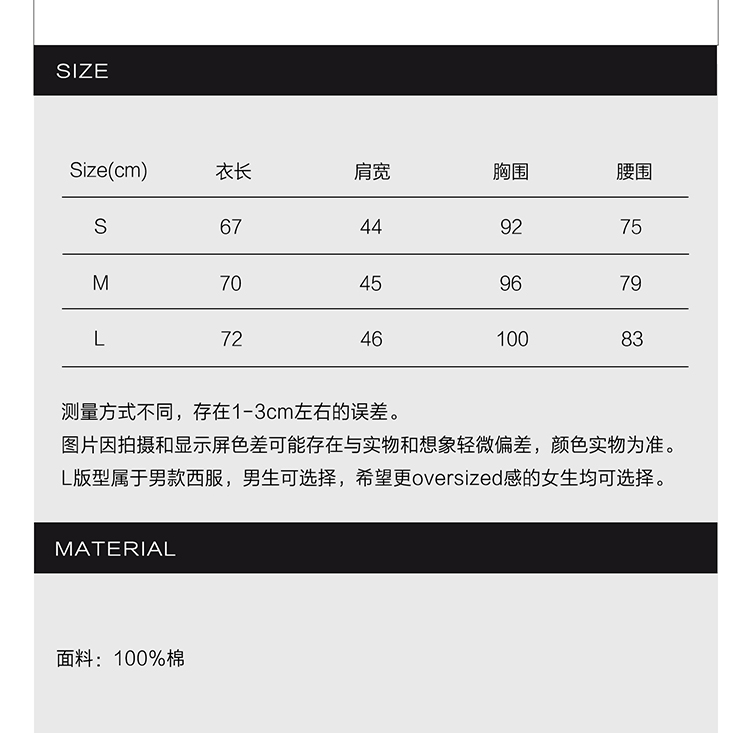 SIZE
Size(cm) 衣长 肩宽 胸围 腰围
S 67 44 92 75
M 70 45 96 79
L 72 46 100 83
测量方式不同，存在1-3cm左右的误差。
图片因拍摄和显示屏色差可能存在与实物和想象轻微偏差，颜色实物为准。
L版型属于男款西服，男生可选择，希望更oversized感的女生均可选择。
MATERIAL
面料：100%棉